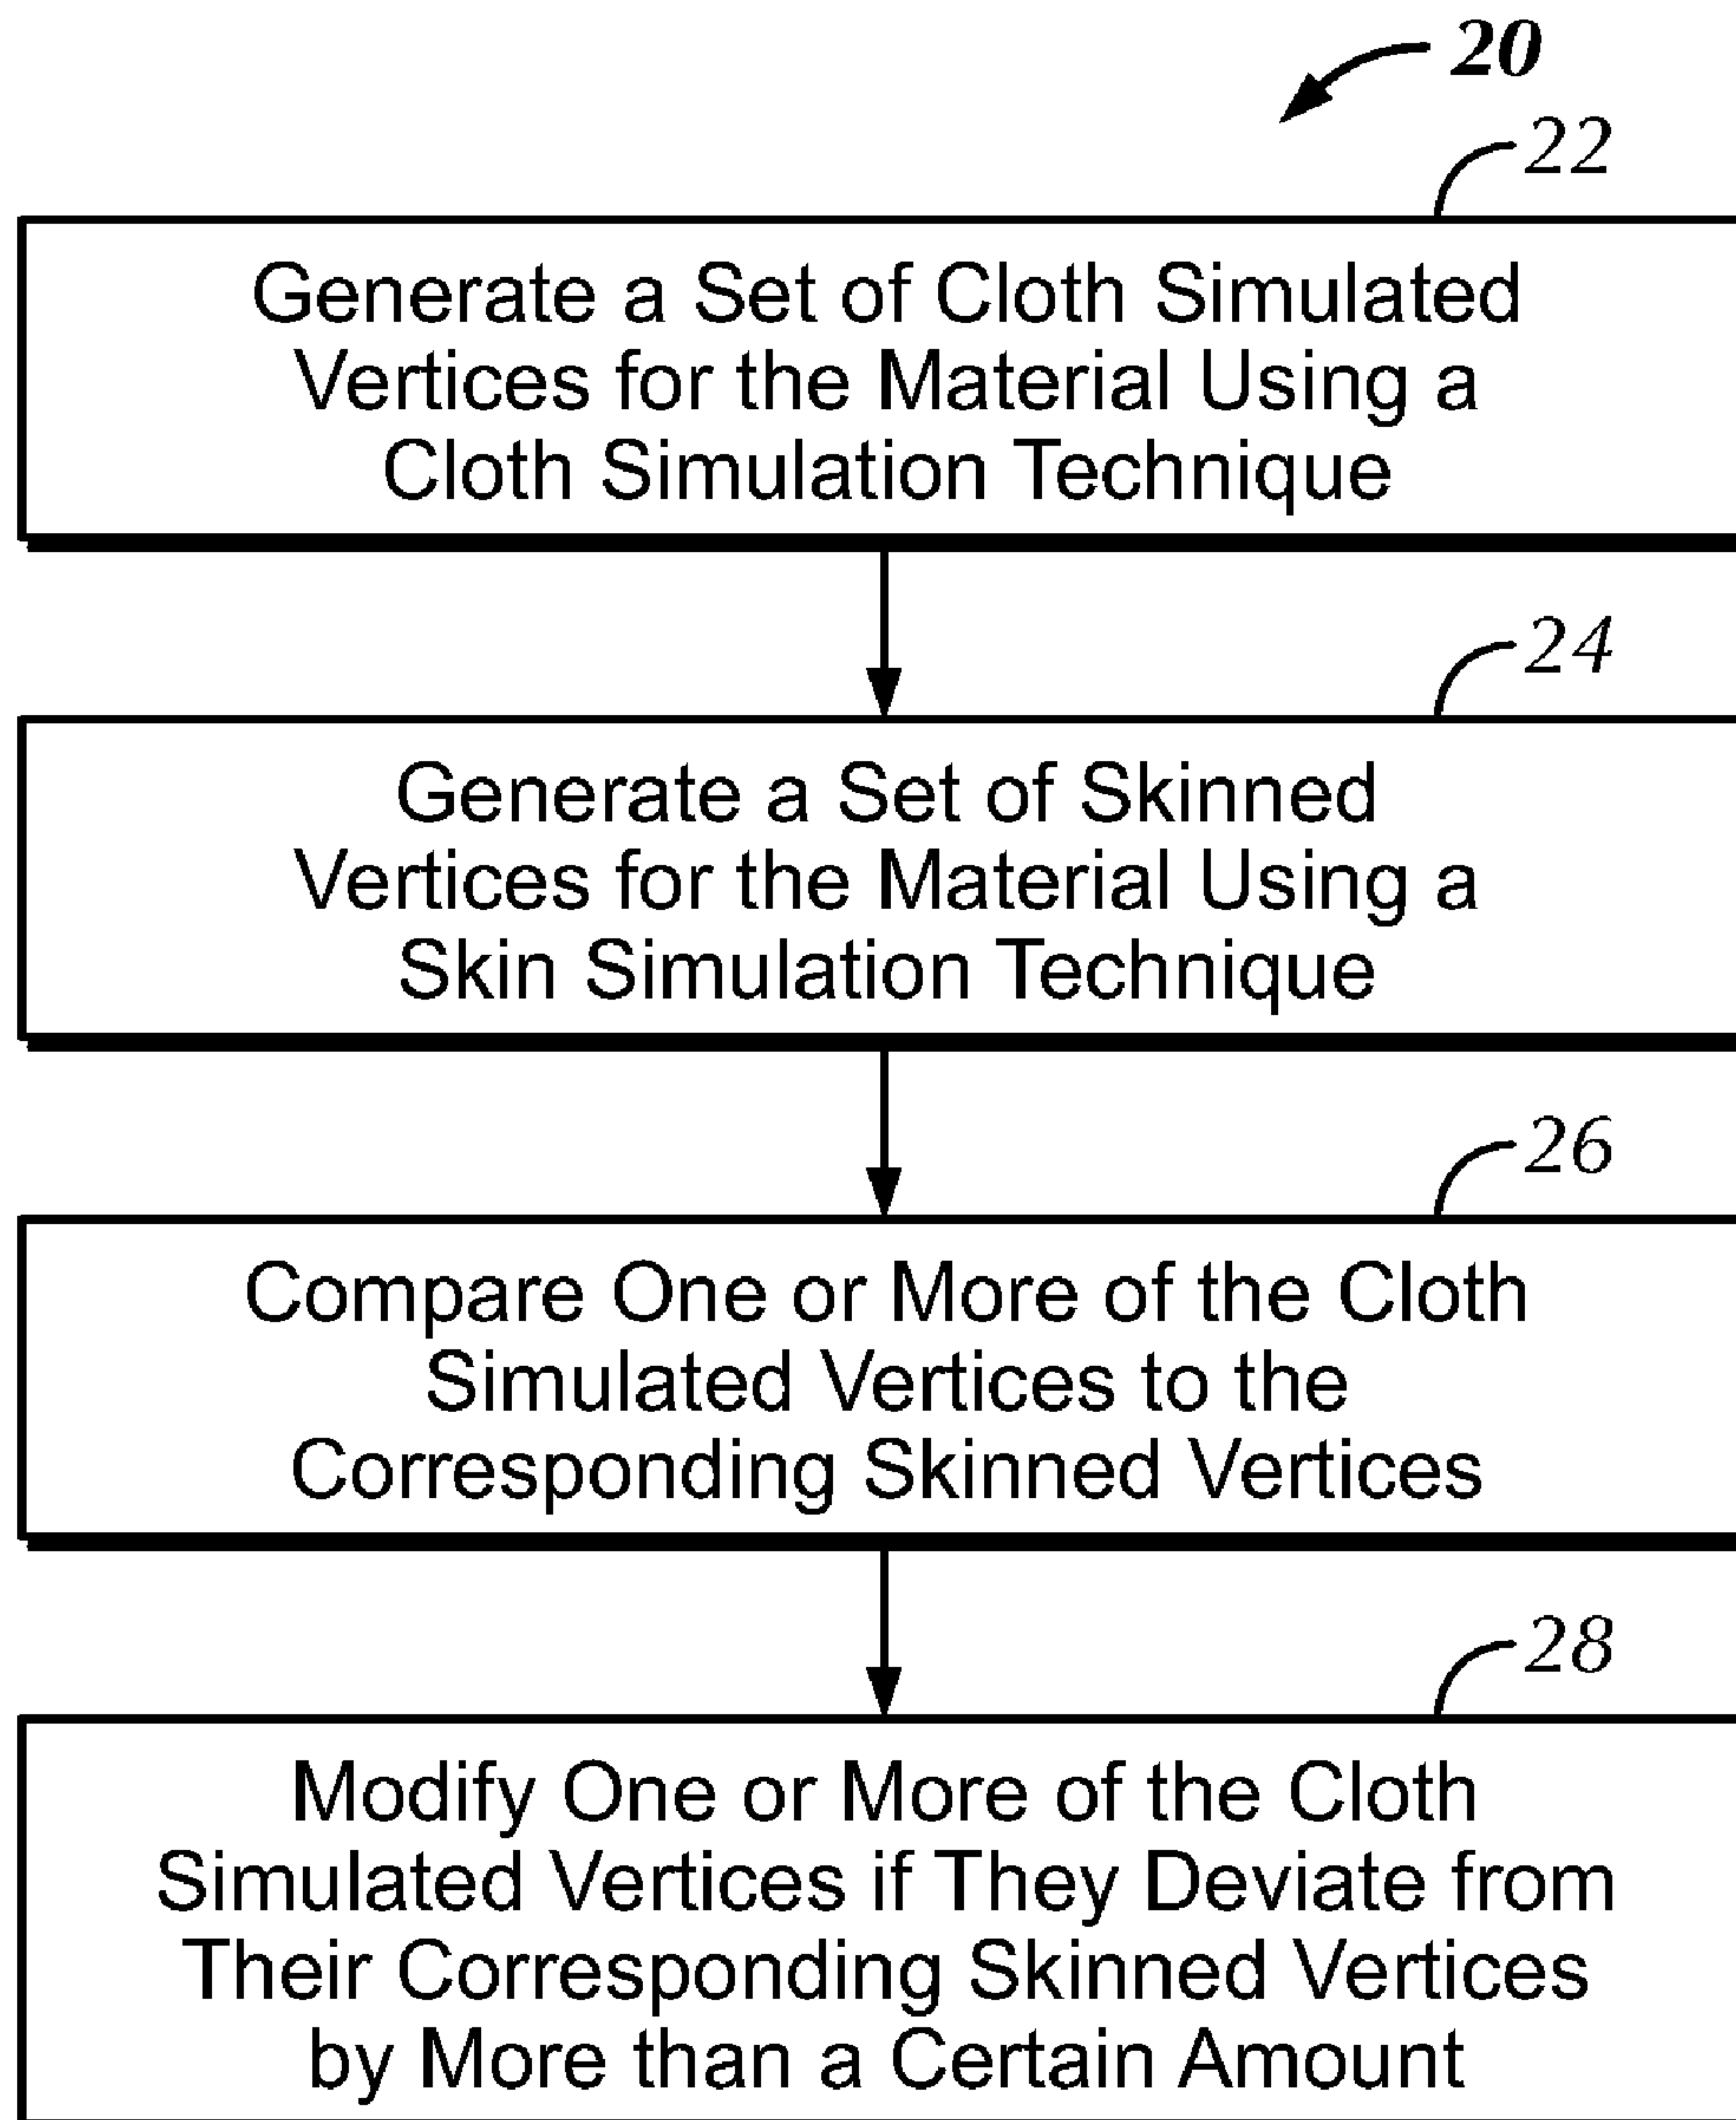 20
22
Generate a Set of Cloth Simulated
Vertices for the Material Using a
Cloth Simulation Technique
24
Generate a Set of Skinned
Vertices for the Material Using a
Skin Simulation Technique
26
Compare One or More of the Cloth
Simulated Vertices to the
Corresponding Skinned Vertices
28
Modify One or More of the Cloth
Simulated Vertices if They Deviate from
Their Corresponding Skinned Vertices
by More than a Certain Amount